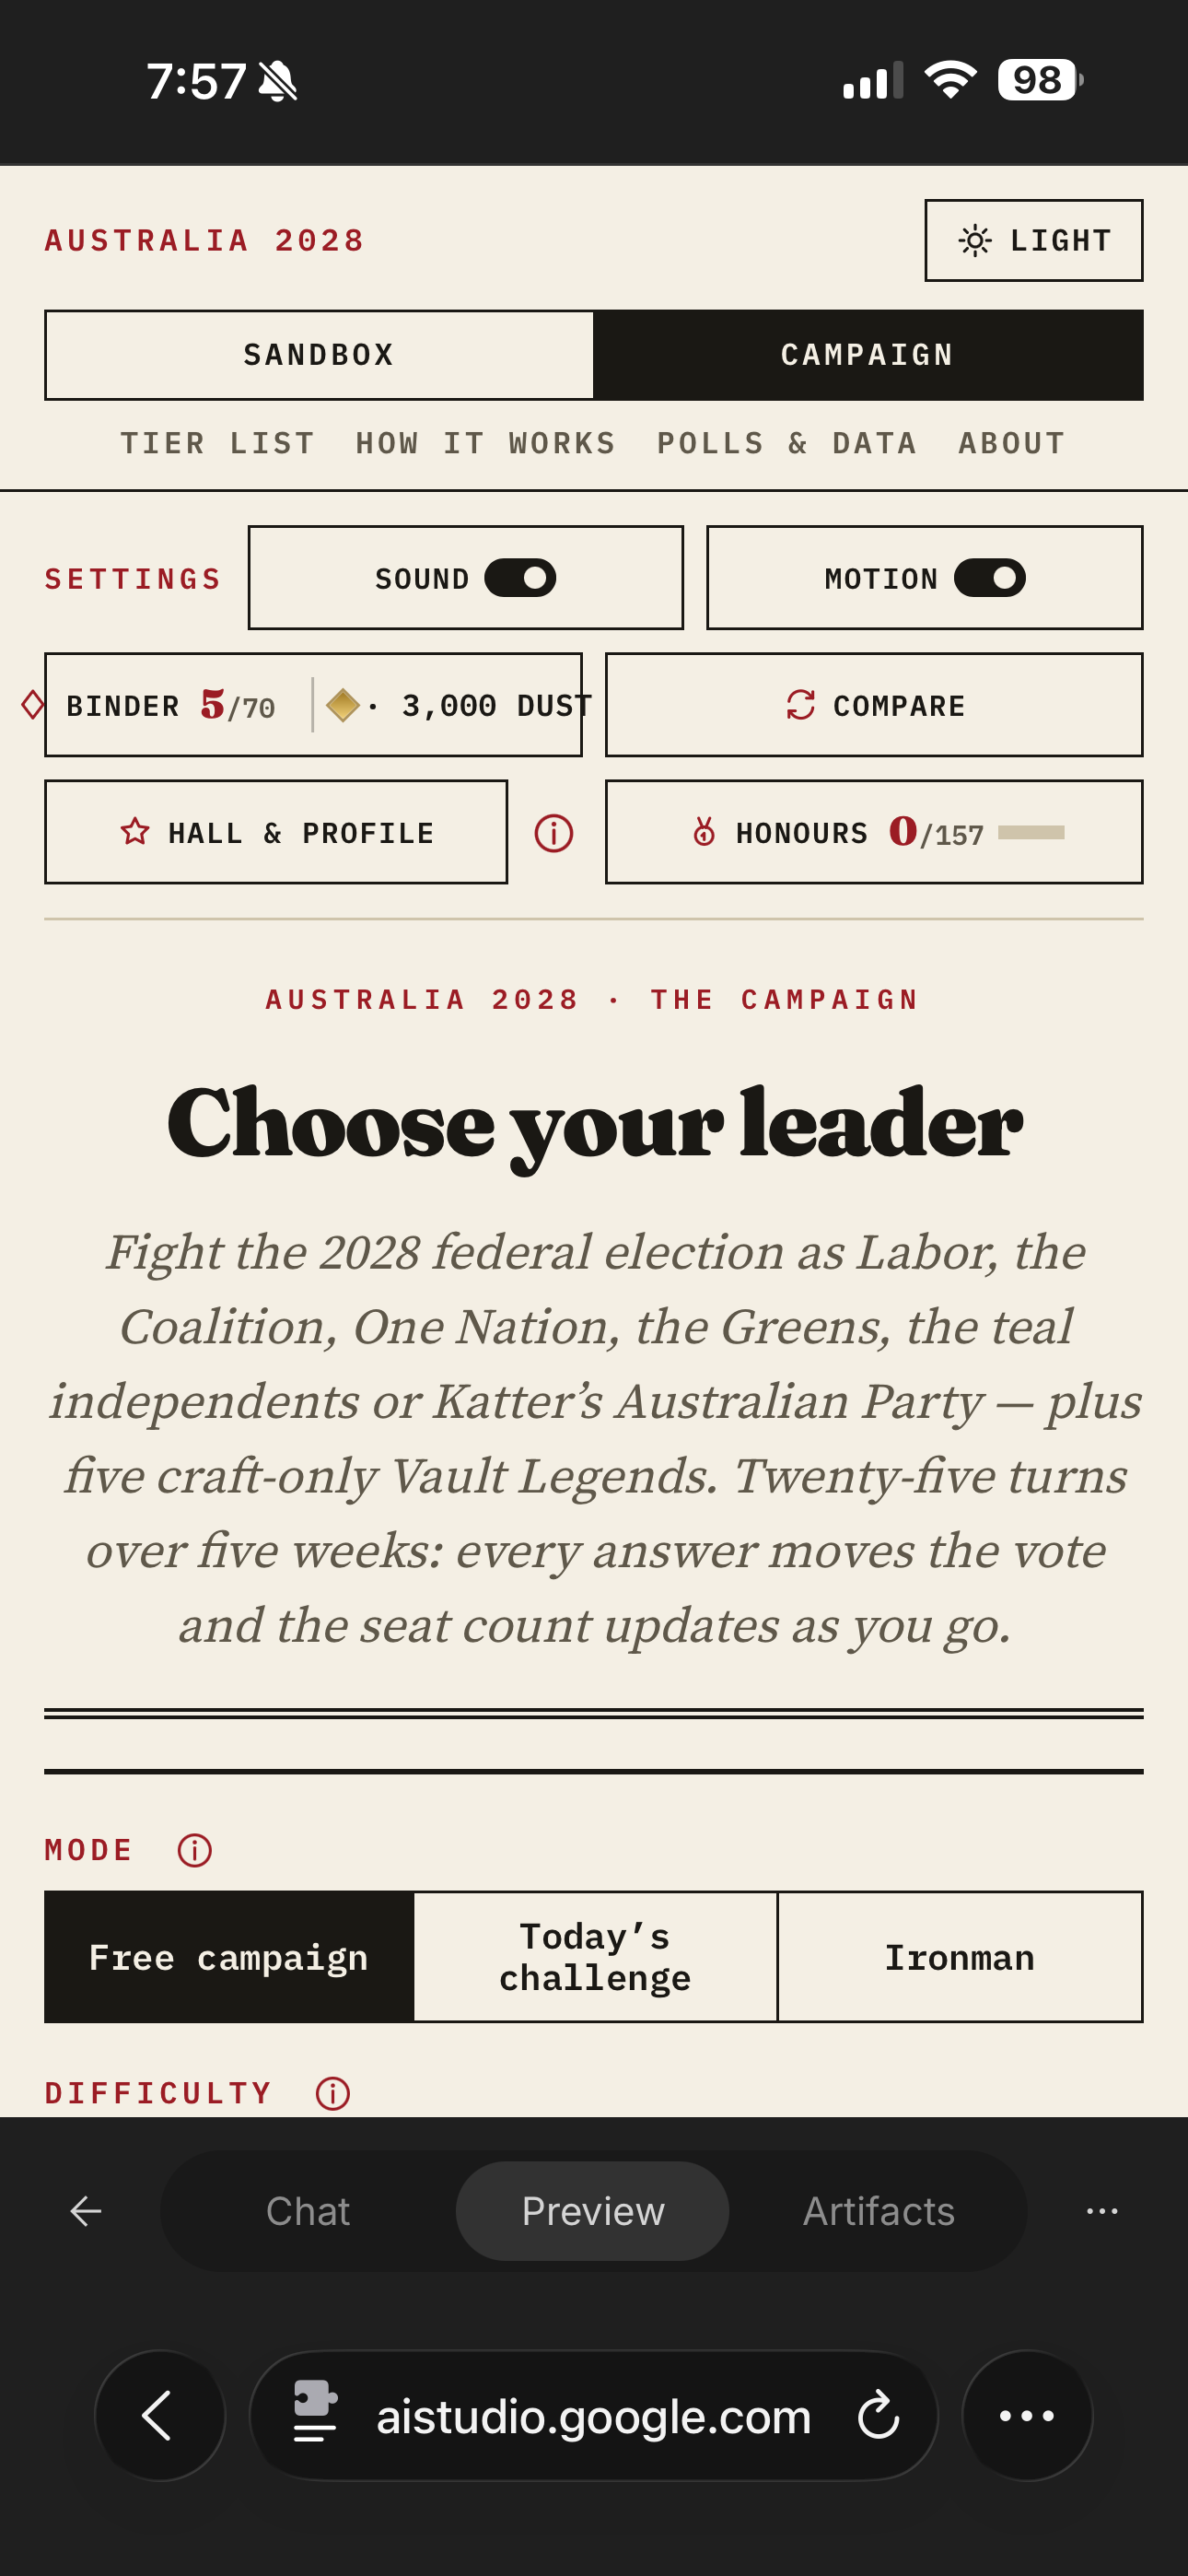 7:57
98
AUSTRALIA 2028
LIGHT
SANDBOX
CAMPAIGN
TIER LIST HOW IT WORKS POLLS & DATA ABOUT
SETTINGS
SOUND
MOTION
BINDER 5/70
· 3,000 DUST
COMPARE
HALL & PROFILE
HONOURS 0/157
AUSTRALIA 2028 · THE CAMPAIGN
Choose your leader
Fight the 2028 federal election as Labor, the
Coalition, One Nation, the Greens, the teal
independents or Katter’s Australian Party — plus
five craft-only Vault Legends. Twenty-five turns
over five weeks: every answer moves the vote
and the seat count updates as you go.
MODE
Free campaign
Today’s
challenge
Ironman
DIFFICULTY
Chat
Preview
Artifacts
aistudio.google.com